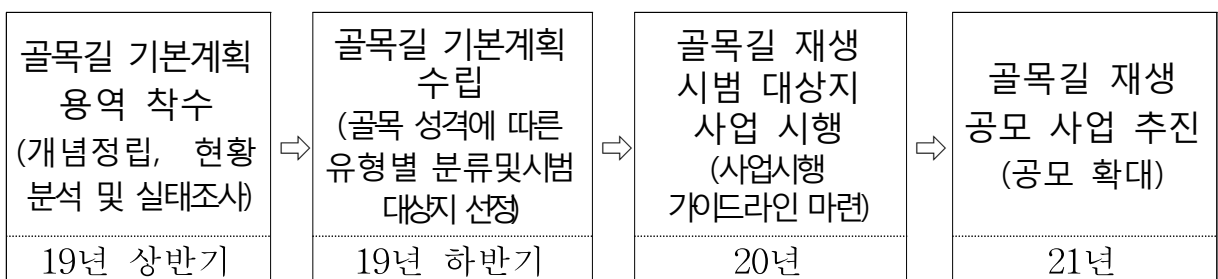 골목길 기본계획
용역 착수
(개념정립, 현황
분석 및 실태조사)
19년 상반기
⇨
골목길 기본계획
수립
(골목 성격에 따른
유형별 분류및시범
대상지 선정)
19년 하반기
⇨
골목길 재생
시범 대상지
사업 시행
(사업시행
가이드라인 마련)
20년
⇨
골목길 재생
공모 사업 추진
(공모 확대)
21년